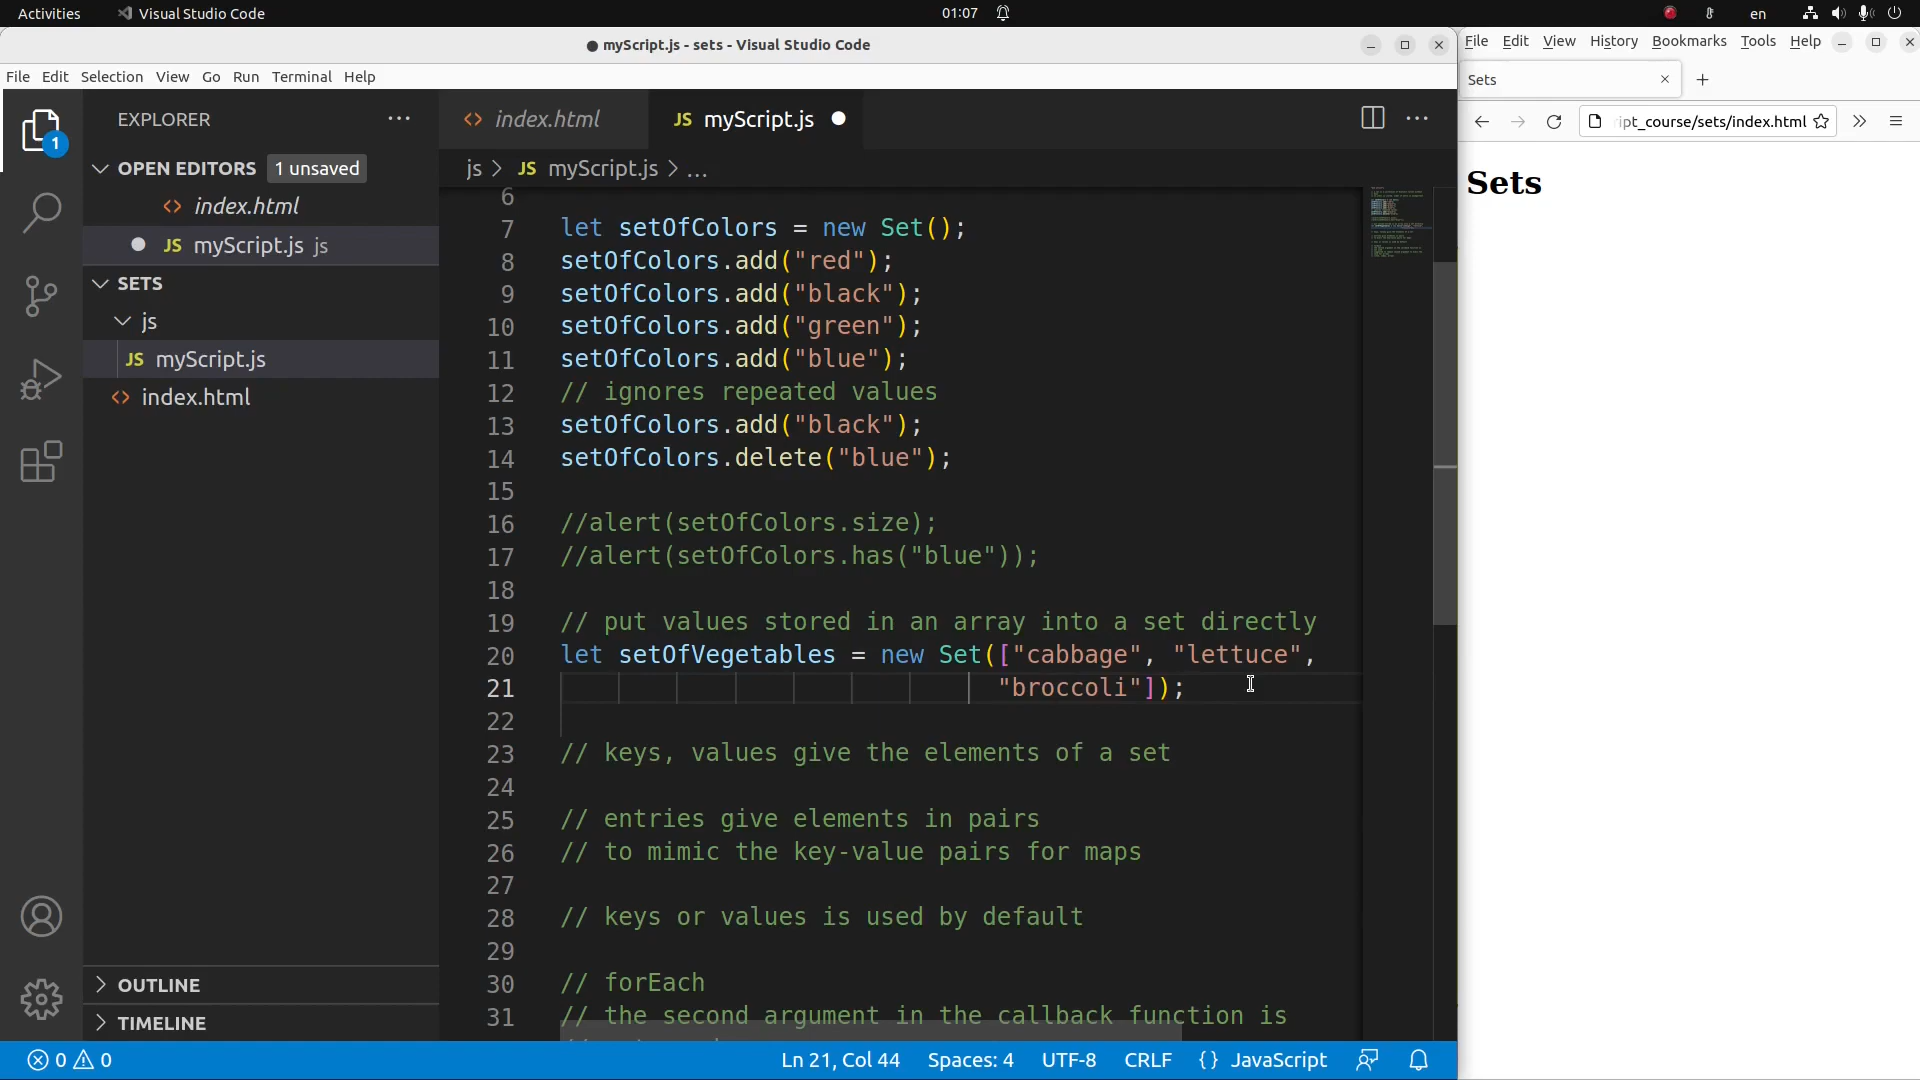 Activities
Visual Studio Code
01:07
en
myScript.js - sets - Visual Studio Code
File Edit Selection View Go Run Terminal Help
EXPLORER
OPEN EDITORS 1 unsaved
index.html
JS myScript.js js
SETS
js
JS myScript.js
index.html
OUTLINE
TIMELINE
1
index.html
JS myScript.js
js > JS myScript.js > ...
6
7 let setOfColors = new Set();
8 setOfColors.add("red");
9 setOfColors.add("black");
10 setOfColors.add("green");
11 setOfColors.add("blue");
12 // ignores repeated values
13 setOfColors.add("black");
14 setOfColors.delete("blue");
15
16 //alert(setOfColors.size);
17 //alert(setOfColors.has("blue"));
18
19 // put values stored in an array into a set directly
20 let setOfVegetables = new Set(["cabbage", "lettuce",
21 "broccoli"]);
22
23 // keys, values give the elements of a set
24
25 // entries give elements in pairs
26 // to mimic the key-value pairs for maps
27
28 // keys or values is used by default
29
30 // forEach
31 // the second argument in the callback function is
0 0
Ln 21, Col 44 Spaces: 4 UTF-8 CRLF {} JavaScript
File Edit View History Bookmarks Tools Help
Sets
ipt_course/sets/index.html
Sets